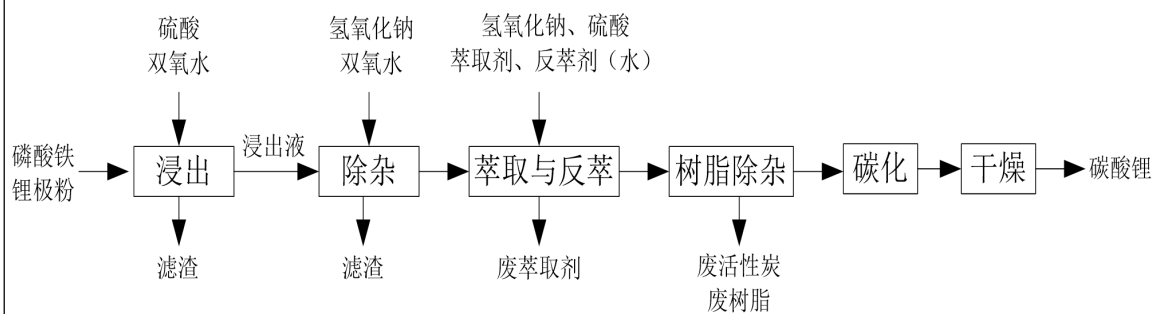 硫酸
双氧水
氢氧化钠
双氧水
氢氧化钠、硫酸
萃取剂、反萃剂（水）
磷酸铁
锂极粉
浸出
浸出液
除杂
萃取与反萃
树脂除杂
碳化
干燥
碳酸锂
滤渣
滤渣
废萃取剂
废活性炭
废树脂